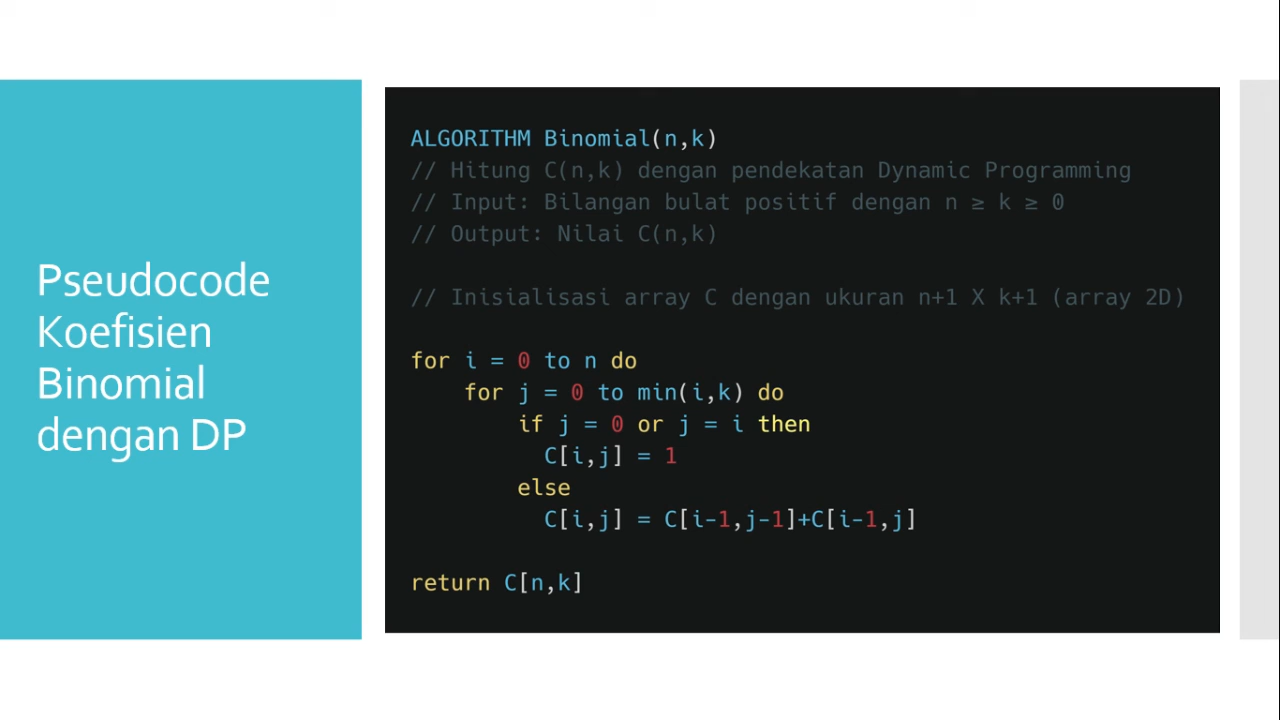 Pseudocode
Koefisien
Binomial
dengan DP
ALGORITHM Binomial(n,k)
// Hitung C(n,k) dengan pendekatan Dynamic Programming
// Input: Bilangan bulat positif dengan n ≥ k ≥ 0
// Output: Nilai C(n,k)
// Inisialisasi array C dengan ukuran n+1 X k+1 (array 2D)
for i = 0 to n do
for j = 0 to min(i,k) do
if j = 0 or j = i then
C[i,j] = 1
else
C[i,j] = C[i-1,j-1]+C[i-1,j]
return C[n,k]